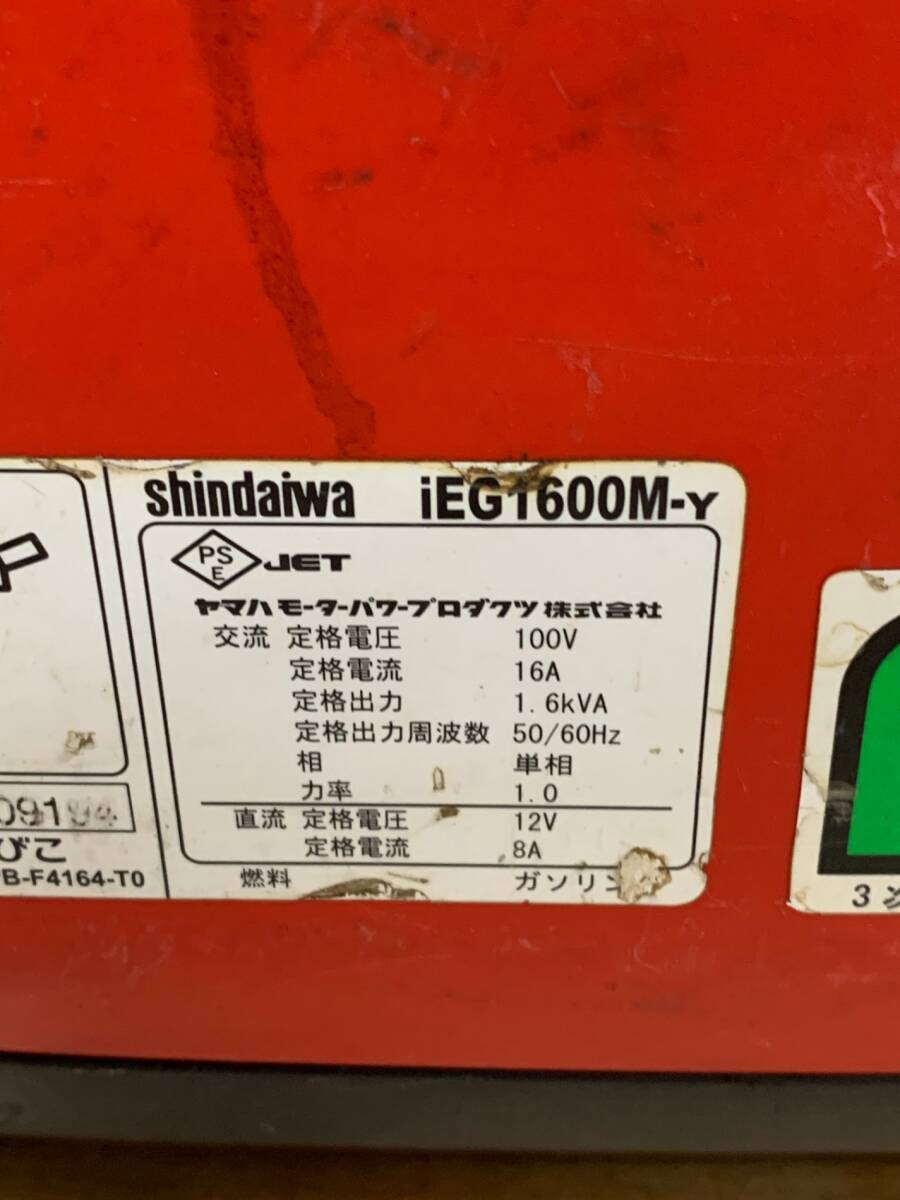 shindaiwa iEG1600M-Y
PS
E
JET
ヤマハモーターパワープロダクツ株式会社
交流 定格電圧 100V
定格電流 16A
定格出力 1.6kVA
定格出力周波数 50/60Hz
相 単相
力率 1.0
直流 定格電圧 12V
定格電流 8A
燃料 ガソリン
びこ
B-F4164-T0
3